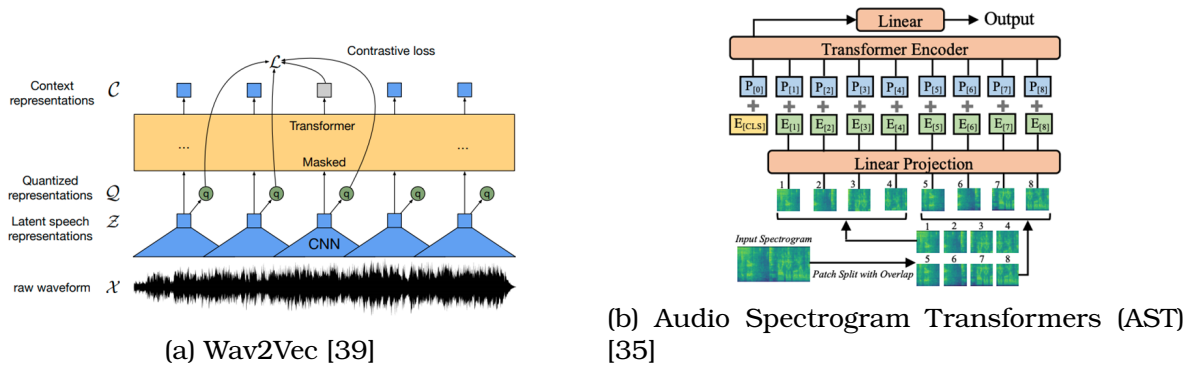 Contrastive loss
ℒ
Context
representations
𝒞
Transformer
...
...
Masked
Quantized
representations
𝒬
q
q
q
q
q
Latent speech
representations
𝒵
CNN
raw waveform
𝒳
(a) Wav2Vec [39]
Linear
Output
Transformer Encoder
P[0] P[1] P[2] P[3] P[4] P[5] P[6] P[7] P[8]
+ + + + + + + + +
E[CLS] E[1] E[2] E[3] E[4] E[5] E[6] E[7] E[8]
Linear Projection
1 2 3 4 5 6 7 8
1 2 3 4
Input Spectrogram
5 6 7 8
Patch Split with Overlap
(b) Audio Spectrogram Transformers (AST)
[35]